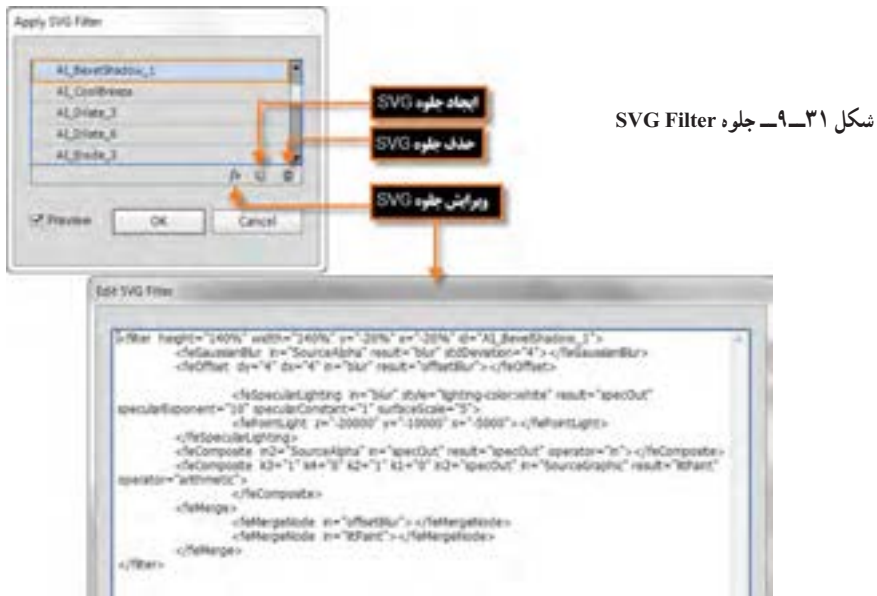 Apply SVG Filter
AI_BevelShadow_1
AI_CoolBreeze
AI_Dilate_3
AI_Dilate_6
AI_Erode_3
Preview
OK
Cancel
ایجاد جلوه SVG
حذف جلوه SVG
ویرایش جلوه SVG
شکل ۳۱ــ۹ــ جلوه SVG Filter
Edit SVG Filter
<filter height="140%" width="140%" y="-20%" x="-20%" id="AI_BevelShadow_1">
<feGaussianBlur in="SourceAlpha" result="blur" stdDeviation="4"></feGaussianBlur>
<feOffset dy="4" dx="4" in="blur" result="offsetBlur"></feOffset>
<feSpecularLighting in="blur" style="lighting-color:white" result="specOut"
specularExponent="10" specularConstant="1" surfaceScale="5">
<fePointLight z="-20000" y="-10000" x="-5000"></fePointLight>
</feSpecularLighting>
<feComposite in2="SourceAlpha" in="specOut" result="specOut" operator="in"></feComposite>
<feComposite k3="1" k4="0" k2="1" k1="0" in2="specOut" in="SourceGraphic" result="litPaint"
operator="arithmetic">
</feComposite>
<feMerge>
<feMergeNode in="offsetBlur"></feMergeNode>
<feMergeNode in="litPaint"></feMergeNode>
</feMerge>
</filter>